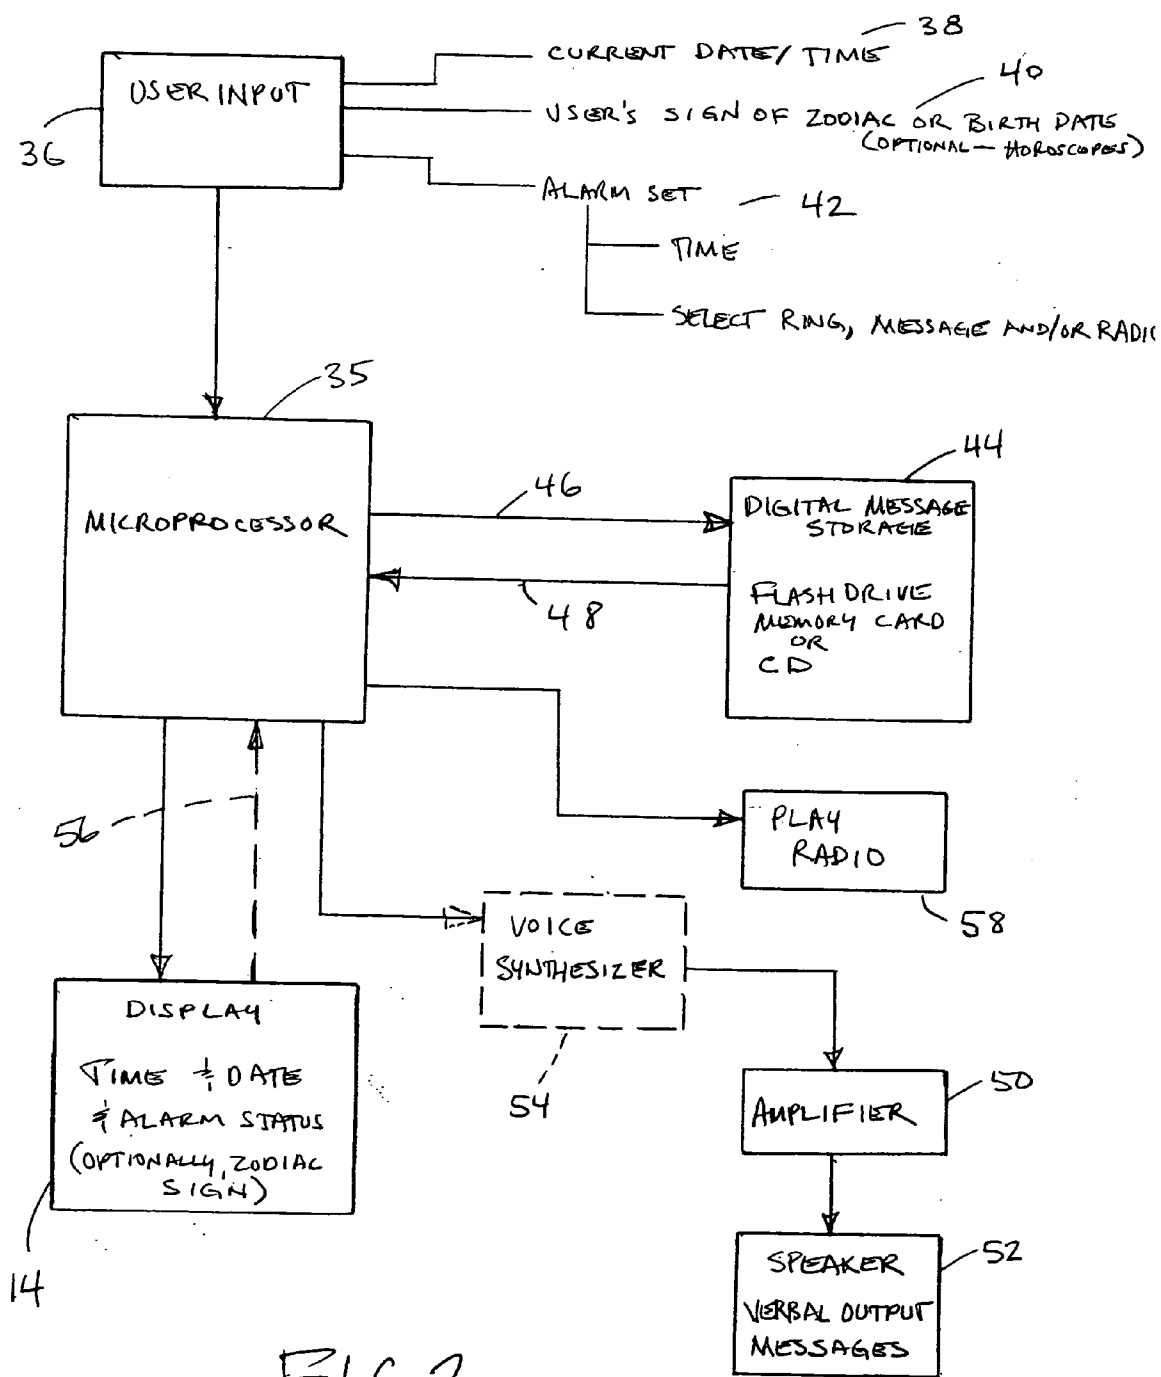 38
CURRENT DATE/TIME
40
USER INPUT
USER'S SIGN OF ZODIAC OR BIRTH DATE
(OPTIONAL — HOROSCOPES)
36
ALARM SET
42
TIME
SELECT RING, MESSAGE AND/OR RADI
35
44
MICROPROCESSOR
46
DIGITAL MESSAGE
STORAGE
48
FLASH DRIVE
MEMORY CARD
OR
CD
56
PLAY
RADIO
58
VOICE
SYNTHESIZER
54
DISPLAY
TIME & DATE
& ALARM STATUS
(OPTIONALLY, ZODIAC
SIGN)
14
50
AMPLIFIER
52
SPEAKER
VERBAL OUTPUT
MESSAGES